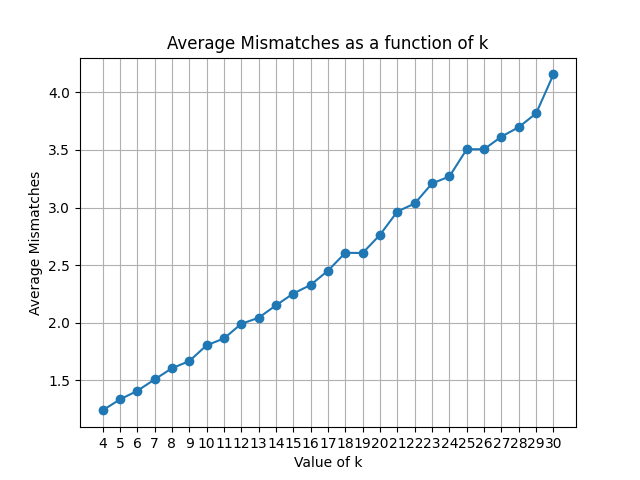 Average Mismatches as a function of k
Average Mismatches
4.0
3.5
3.0
2.5
2.0
1.5
4 5 6 7 8 9 10 11 12 13 14 15 16 17 18 19 20 21 22 23 24 25 26 27 28 29 30
Value of k